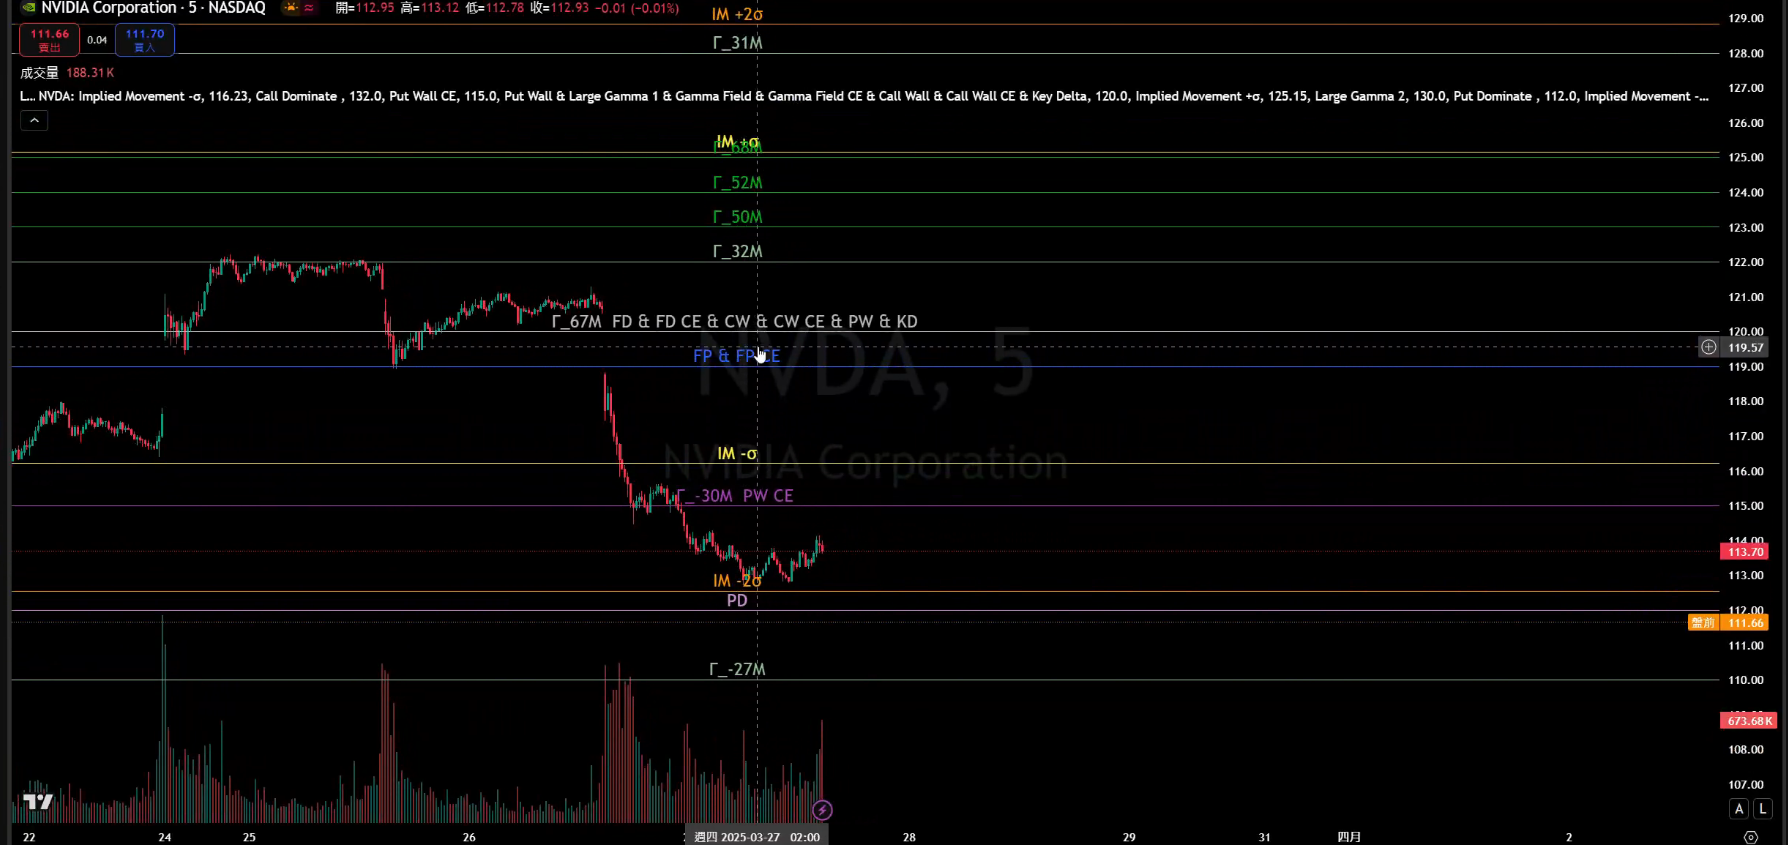 NVIDIA Corporation · 5 · NASDAQ 開=112.95 高=113.12 低=112.78 收=112.93 −0.01 (−0.01%)
111.66 賣出 0.04 111.70 買入
成交量 188.31K
L... NVDA: Implied Movement -σ, 116.23, Call Dominate , 132.0, Put Wall CE, 115.0, Put Wall & Large Gamma 1 & Gamma Field & Gamma Field CE & Call Wall & Call Wall CE & Key Delta, 120.0, Implied Movement +σ, 125.15, Large Gamma 2, 130.0, Put Dominate , 112.0, Implied Movement -...
IM +2σ
Γ_31M
IM +σ
Γ_68M
Γ_52M
Γ_50M
Γ_32M
Γ_67M FD & FD CE & CW & CW CE & PW & KD
FP & FP CE
NVDA, 5
NVIDIA Corporation
IM -σ
Γ_-30M PW CE
IM -2σ
PD
Γ_-27M
129.00
128.00
127.00
126.00
125.00
124.00
123.00
122.00
121.00
120.00
119.57
119.00
118.00
117.00
116.00
115.00
114.00
113.70
113.00
112.00
盤前 111.66
111.00
110.00
673.68K
108.00
107.00
A L
22 24 25 26 週四 2025-03-27 02:00 28 29 31 四月 2